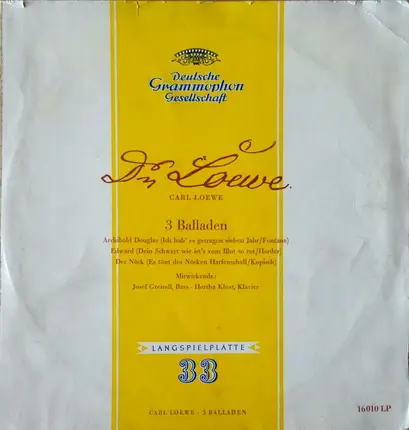 Deutsche
Grammophon
Gesellschaft
Dr Loewe.
CARL LOEWE
3 Balladen
Archibald Douglas (Ich hab' es getragen sieben Jahr/Fontane)
Edward (Dein Schwert wie ist's vom Blut so rot/Herder)
Der Nöck (Es tönt des Nöcken Harfenschall/Kopisch)
Mitwirkende:
Josef Greindl, Bass - Hertha Klust, Klavier
LANGSPIELPLATTE
33
CARL LOEWE - 3 BALLADEN
16010 LP